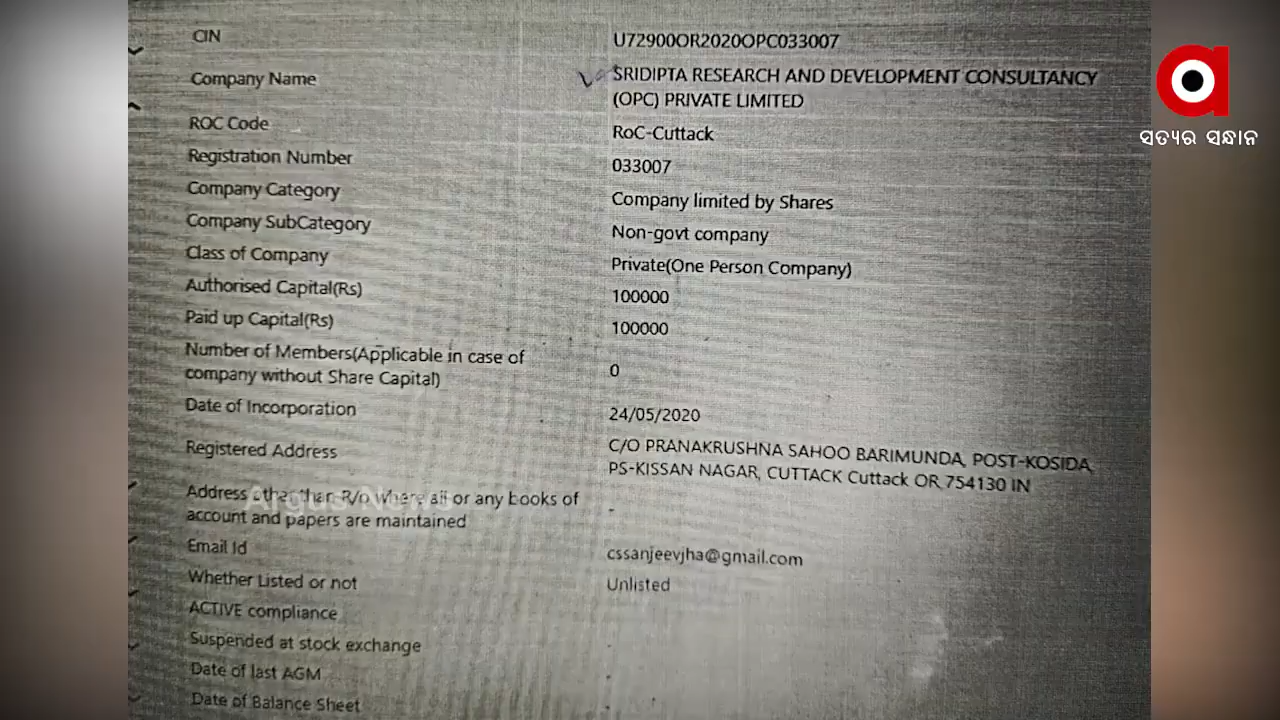 CIN U72900OR2020OPC033007
Company Name SRIDIPTA RESEARCH AND DEVELOPMENT CONSULTANCY
(OPC) PRIVATE LIMITED
ROC Code RoC-Cuttack
Registration Number 033007
Company Category Company limited by Shares
Company SubCategory Non-govt company
Class of Company Private(One Person Company)
Authorised Capital(Rs) 100000
Paid up Capital(Rs) 100000
Number of Members(Applicable in case of
company without Share Capital) 0
Date of Incorporation 24/05/2020
Registered Address C/O PRANAKRUSHNA SAHOO BARIMUNDA, POST-KOSIDA,
PS-KISSAN NAGAR, CUTTACK Cuttack OR 754130 IN
Address other than R/o where all or any books of
account and papers are maintained -
Email Id cssanjeevjha@gmail.com
Whether Listed or not Unlisted
ACTIVE compliance
Suspended at stock exchange -
Date of last AGM
Date of Balance Sheet -
Argus News
ସତ୍ୟର ସନ୍ଧାନ